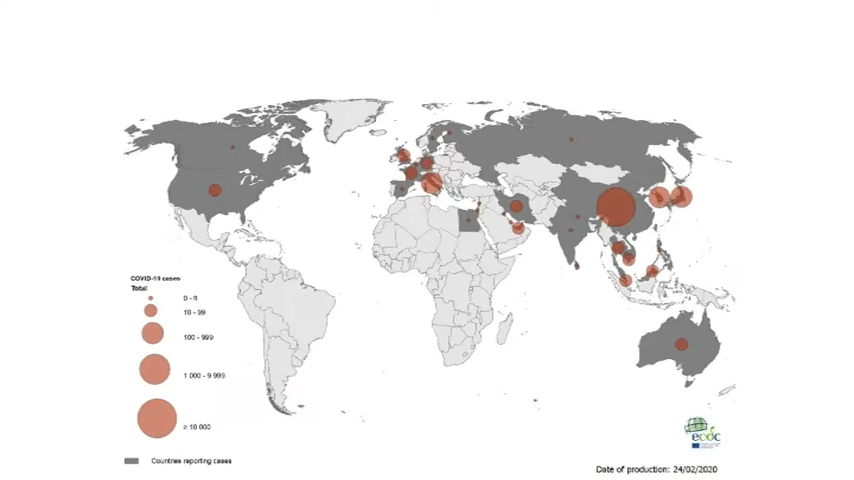 COVID-19 cases
Total
0 - 9
10 - 99
100 - 999
1 000 - 9 999
≥ 10 000
Countries reporting cases
ecdc
Date of production: 24/02/2020